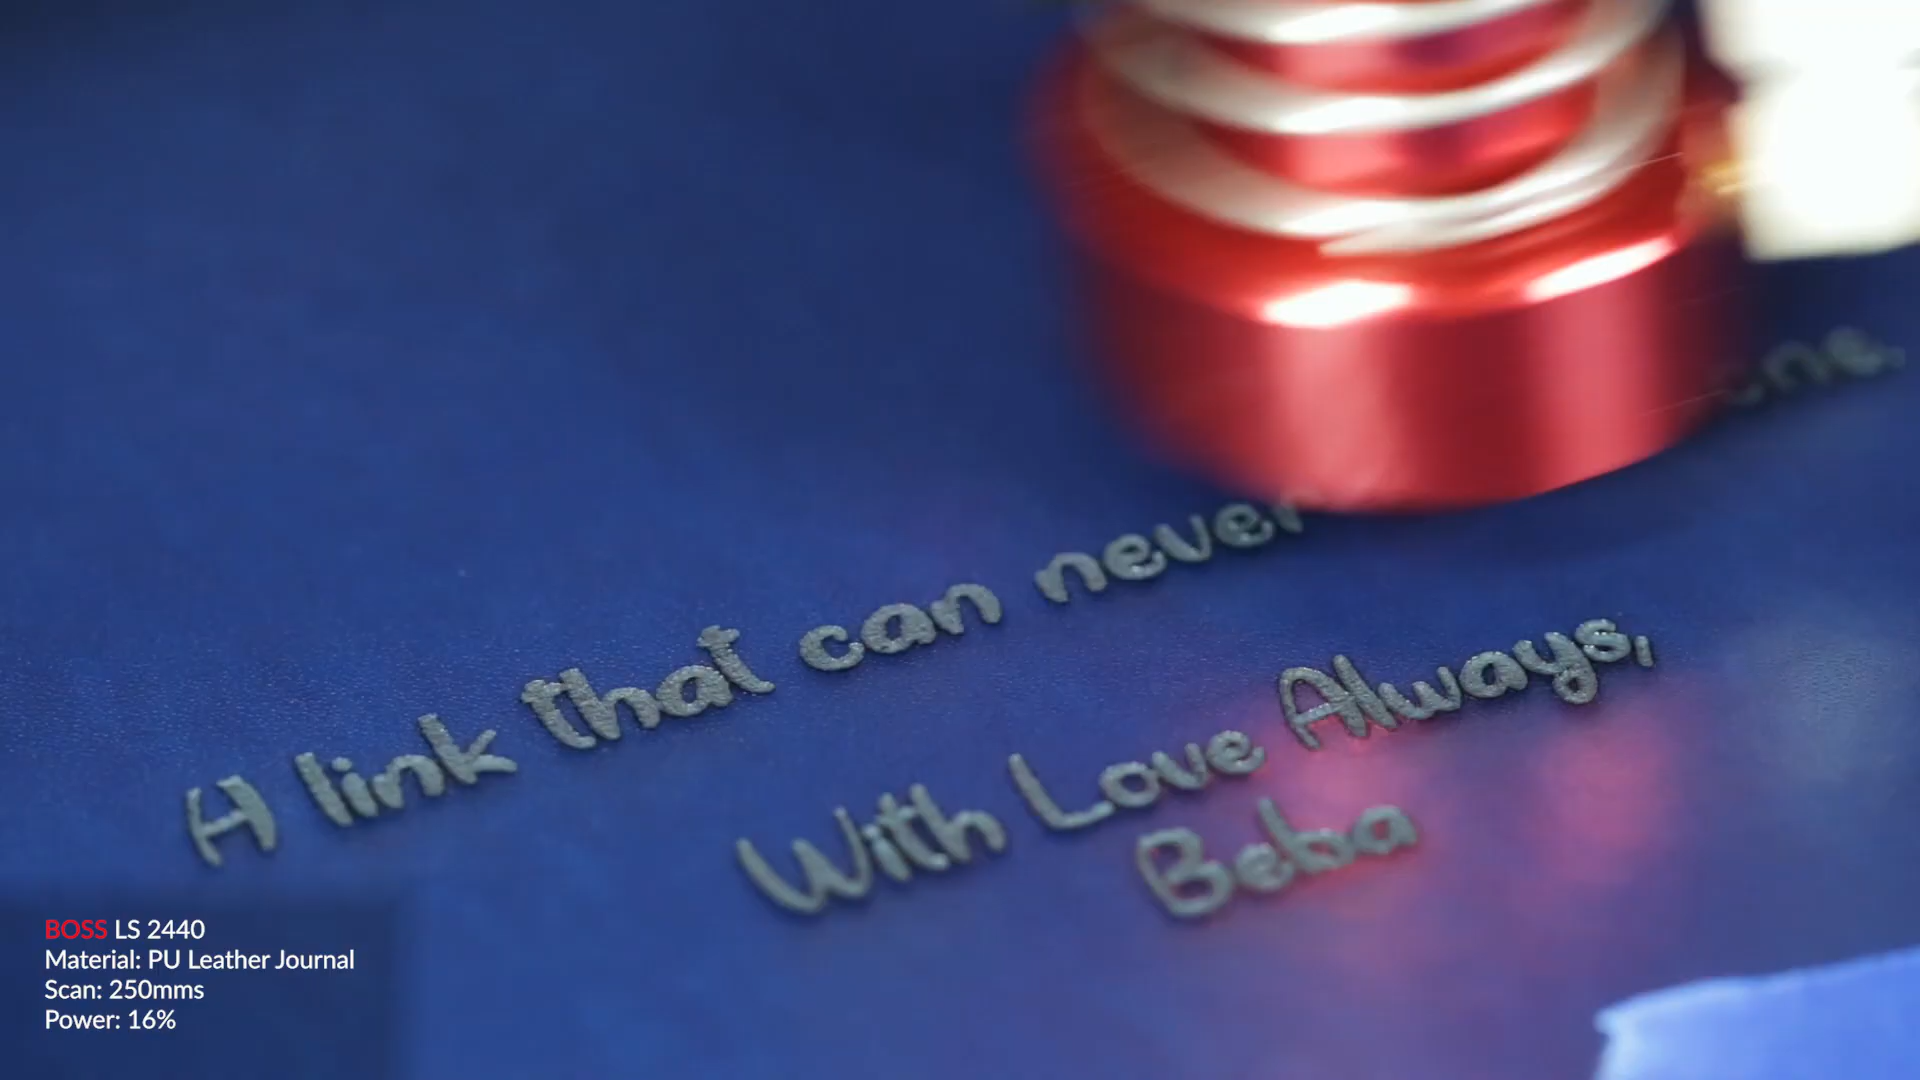 A link that can never
With Love Always,
Beba
BOSS LS 2440
Material: PU Leather Journal
Scan: 250mms
Power: 16%